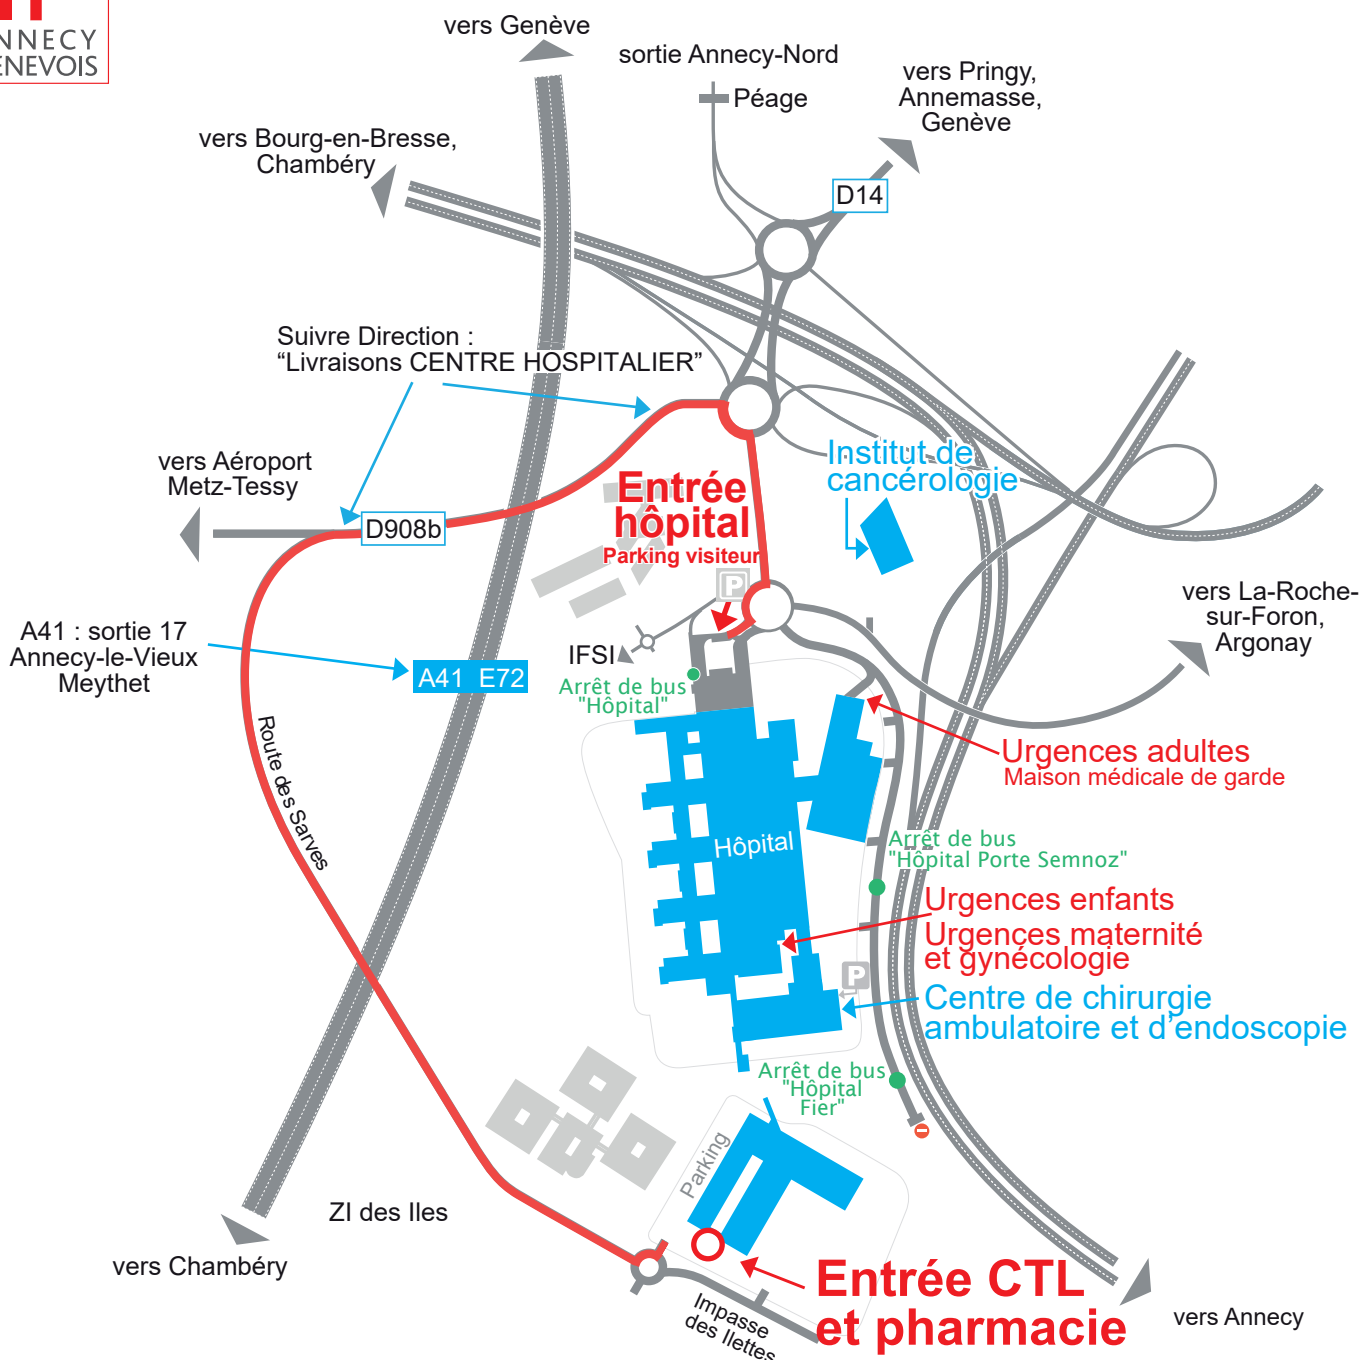 NNECY
ENEVOIS
vers Genève
sortie Annecy-Nord
Péage
vers Pringy,
Annemasse,
Genève
vers Bourg-en-Bresse,
Chambéry
D14
Suivre Direction :
“Livraisons CENTRE HOSPITALIER”
vers Aéroport
Metz-Tessy
D908b
Institut de
cancérologie
Entrée
hôpital
Parking visiteur
P
vers La-Roche-
sur-Foron,
Argonay
A41 : sortie 17
Annecy-le-Vieux
Meythet
A41 E72
IFSI
Arrêt de bus
"Hôpital"
Route des Sarves
Urgences adultes
Maison médicale de garde
Hôpital
Arrêt de bus
"Hôpital Porte Semnoz"
Urgences enfants
Urgences maternité
et gynécologie
P
Centre de chirurgie
ambulatoire et d'endoscopie
Arrêt de bus
"Hôpital
Fier"
Parking
ZI des Iles
vers Chambéry
Entrée CTL
et pharmacie
Impasse
des Ilettes
vers Annecy